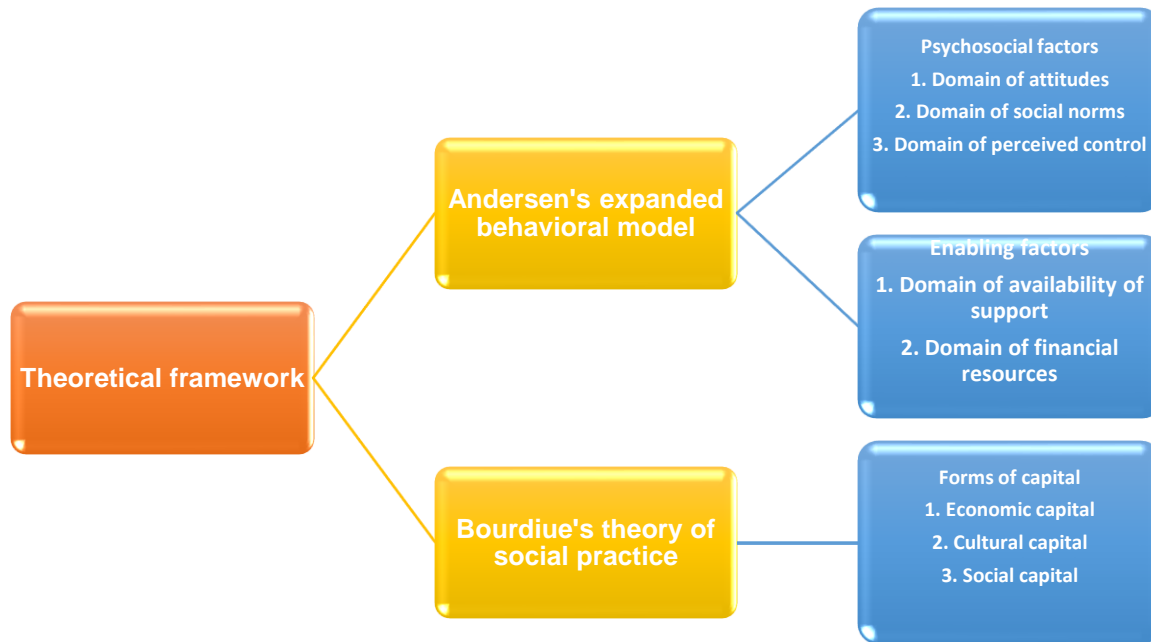 Theoretical framework
Andersen's expanded
behavioral model
Psychosocial factors
1. Domain of attitudes
2. Domain of social norms
3. Domain of perceived control
Enabling factors
1. Domain of availability of
support
2. Domain of financial
resources
Bourdiue's theory of
social practice
Forms of capital
1. Economic capital
2. Cultural capital
3. Social capital